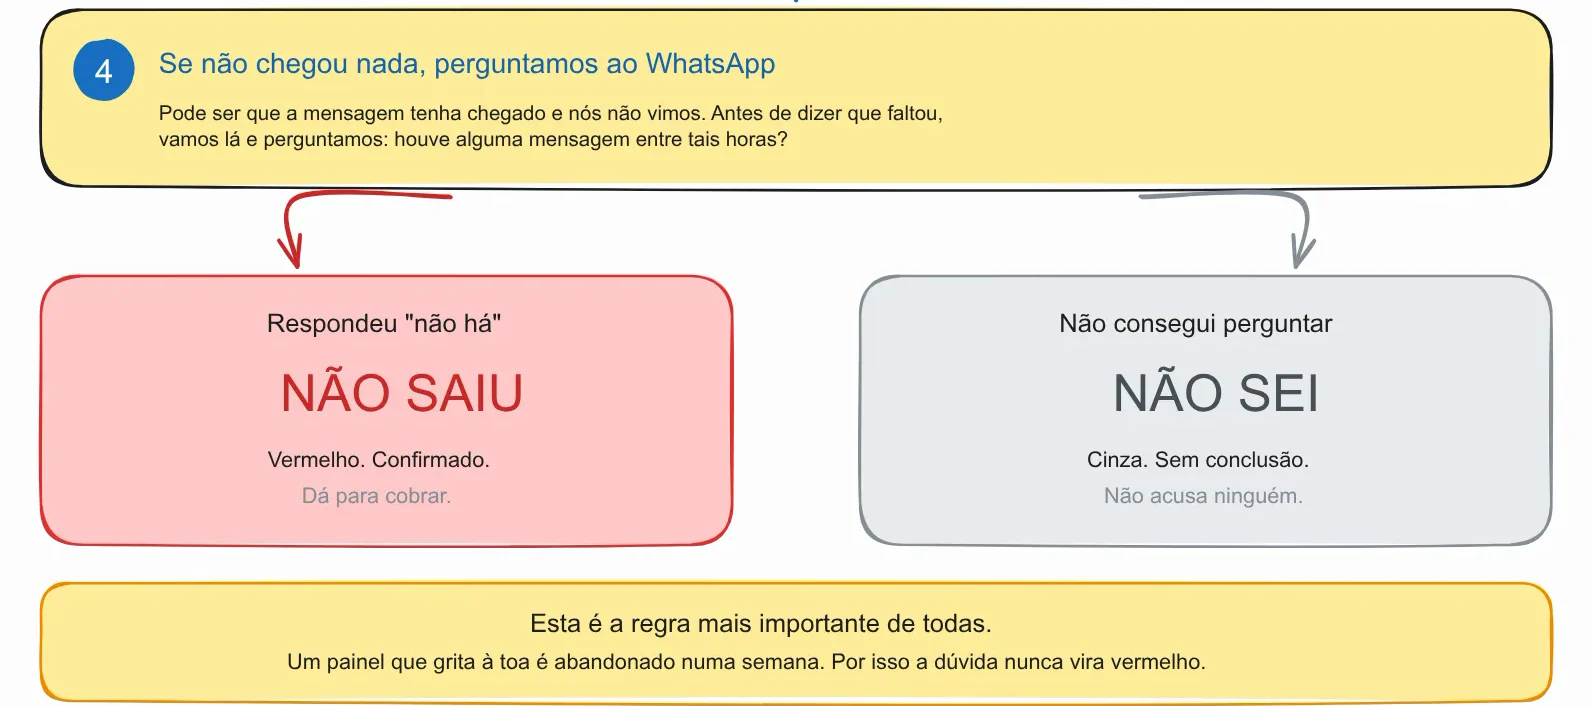 4
Se não chegou nada, perguntamos ao WhatsApp
Pode ser que a mensagem tenha chegado e nós não vimos. Antes de dizer que faltou,
vamos lá e perguntamos: houve alguma mensagem entre tais horas?
Respondeu "não há"
NÃO SAIU
Vermelho. Confirmado.
Dá para cobrar.
Não consegui perguntar
NÃO SEI
Cinza. Sem conclusão.
Não acusa ninguém.
Esta é a regra mais importante de todas.
Um painel que grita à toa é abandonado numa semana. Por isso a dúvida nunca vira vermelho.